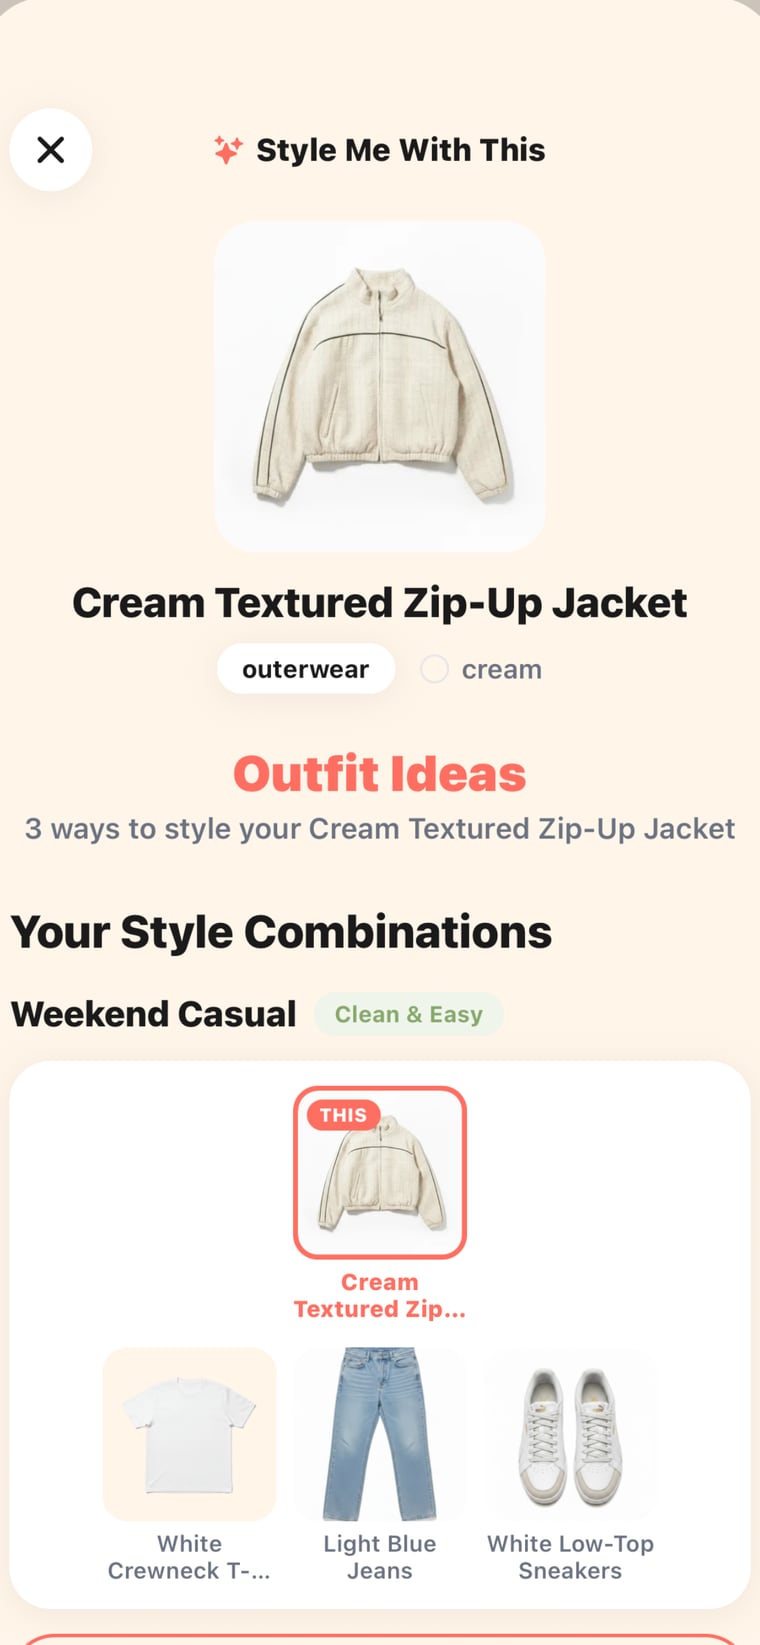 Style Me With This
Cream Textured Zip-Up Jacket
outerwear
cream
Outfit Ideas
3 ways to style your Cream Textured Zip-Up Jacket
Your Style Combinations
Weekend Casual
Clean & Easy
THIS
Cream
Textured Zip...
White
Crewneck T-...
Light Blue
Jeans
White Low-Top
Sneakers